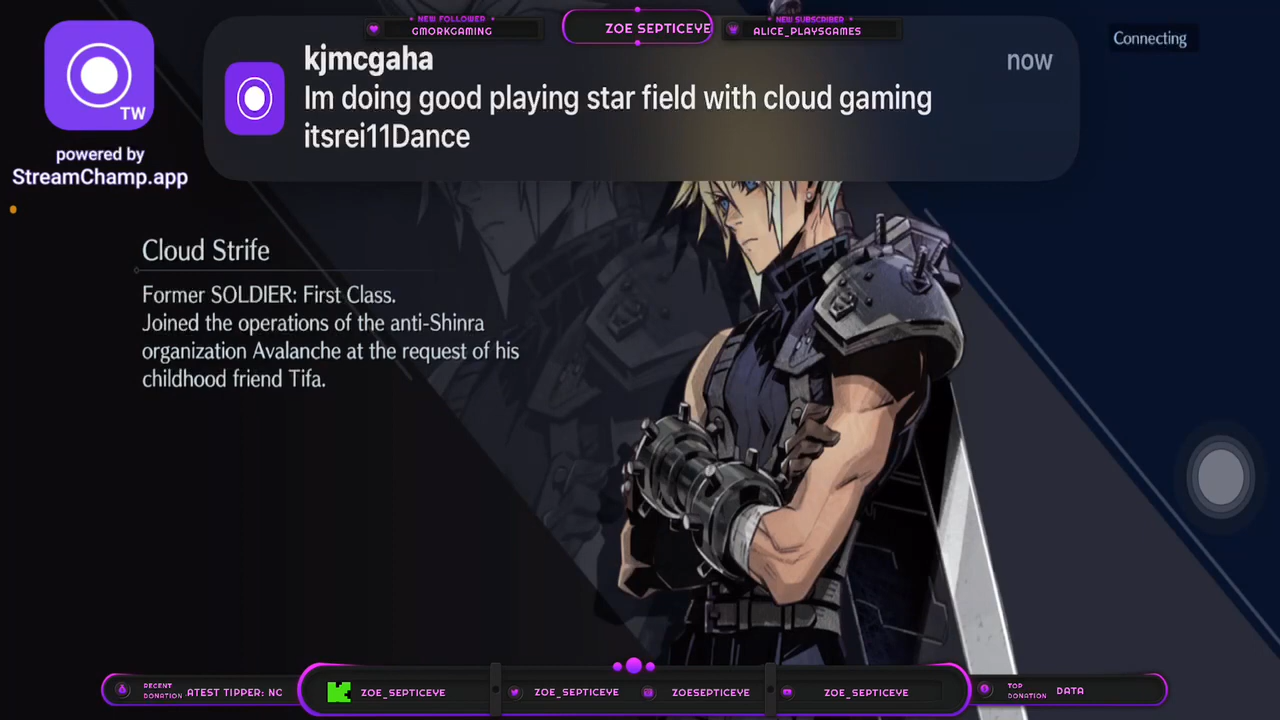 NEW FOLLOWER
GMORKGAMING
ZOE SEPTICEYE
NEW SUBSCRIBER
ALICE_PLAYSGAMES
Connecting
TW
powered by
StreamChamp.app
kjmcgaha
now
Im doing good playing star field with cloud gaming
itsrei11Dance
Cloud Strife
Former SOLDIER: First Class.
Joined the operations of the anti-Shinra
organization Avalanche at the request of his
childhood friend Tifa.
RECENT
DONATION
ATEST TIPPER: NC
ZOE_SEPTICEYE
ZOE_SEPTICEYE
ZOESEPTICEYE
ZOE_SEPTICEYE
TOP
DONATION
DATA